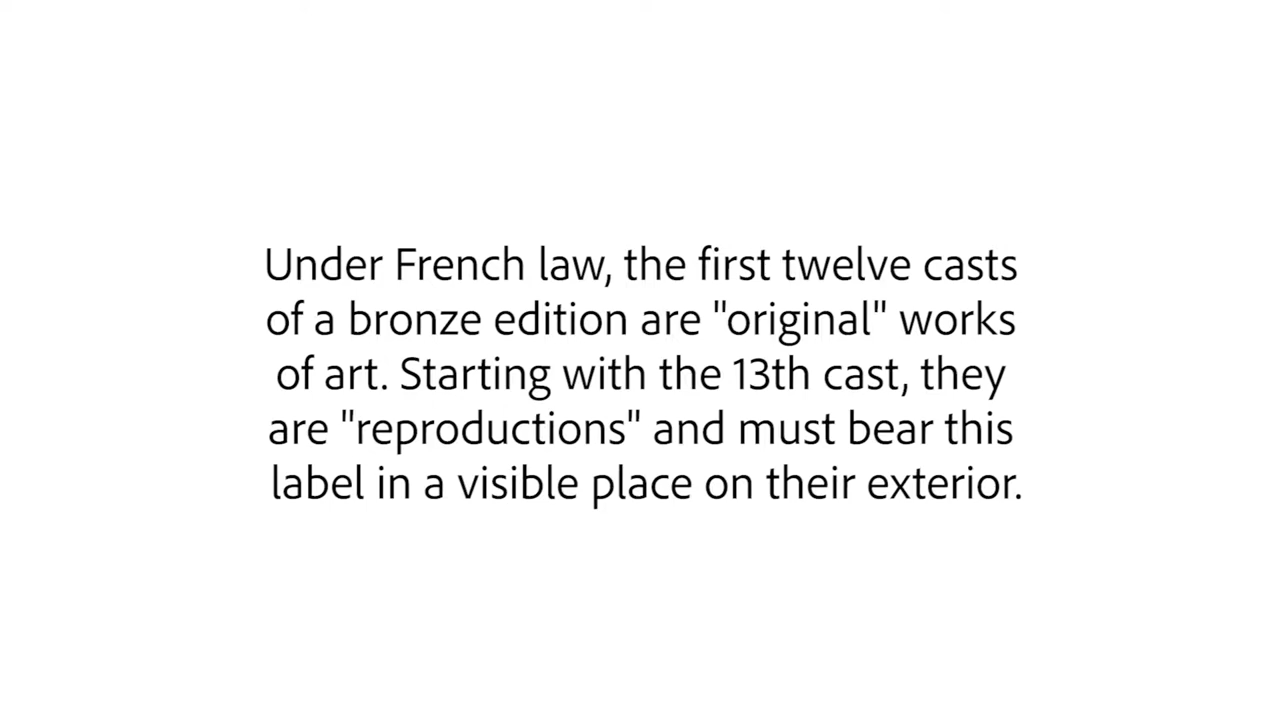 Under French law, the first twelve casts
of a bronze edition are "original" works
of art. Starting with the 13th cast, they
are "reproductions" and must bear this
label in a visible place on their exterior.